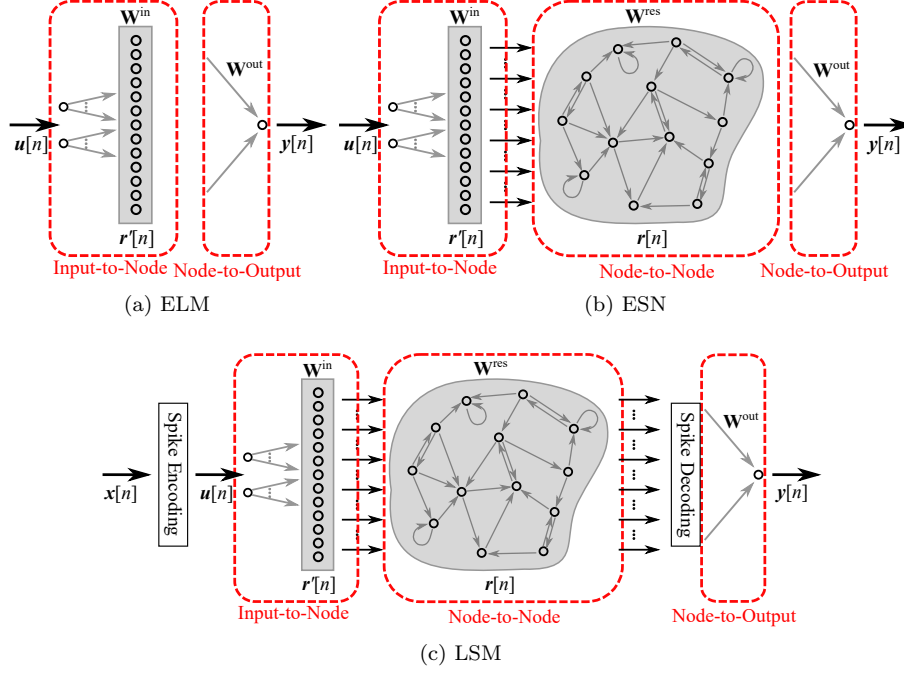 W^in
u[n]
r′[n]
Input-to-Node
W^out
y[n]
Node-to-Output
(a) ELM
W^in
u[n]
r′[n]
Input-to-Node
W^res
r[n]
Node-to-Node
W^out
y[n]
Node-to-Output
(b) ESN
x[n]
Spike Encoding
u[n]
W^in
r′[n]
Input-to-Node
W^res
r[n]
Node-to-Node
Spike Decoding
W^out
y[n]
Node-to-Output
(c) LSM